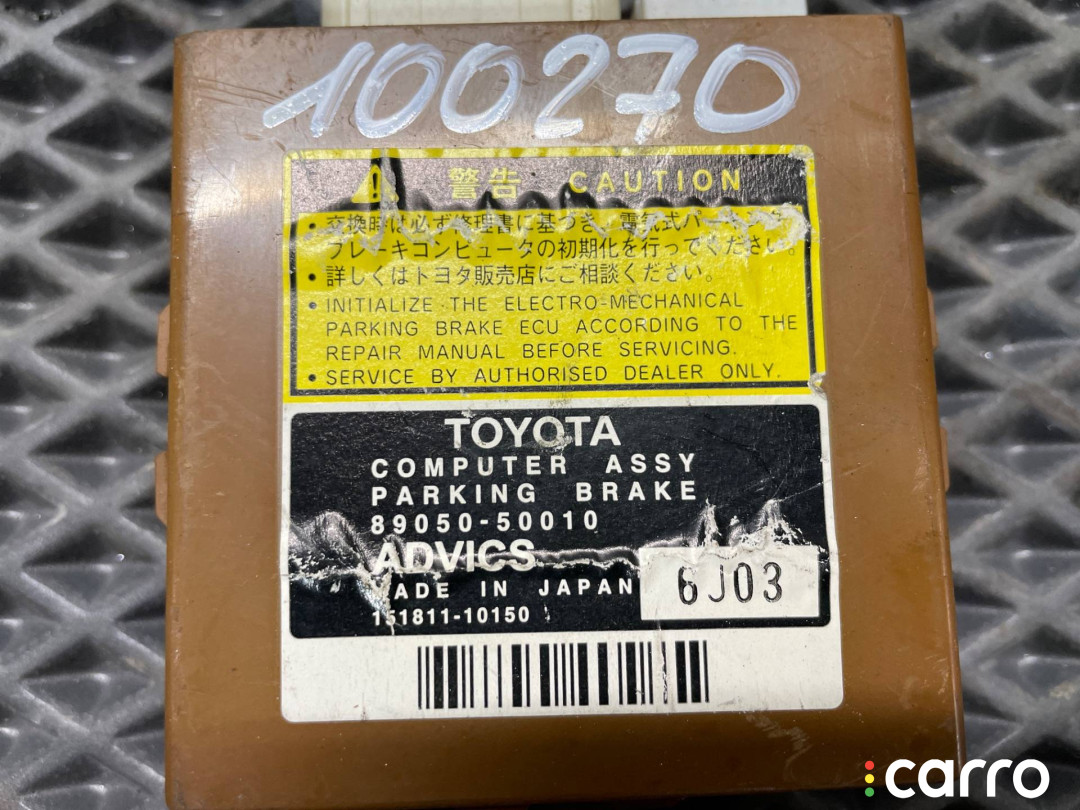 100270
警告 CAUTION
・交換時は必ず修理書に基づき、電気式パーキング
ブレーキコンピュータの初期化を行ってください。
・詳しくはトヨタ販売店にご相談ください。
・INITIALIZE THE ELECTRO-MECHANICAL
PARKING BRAKE ECU ACCORDING TO THE
REPAIR MANUAL BEFORE SERVICING.
・SERVICE BY AUTHORISED DEALER ONLY.
TOYOTA
COMPUTER ASSY
PARKING BRAKE
89050-50010
ADVICS
MADE IN JAPAN
6J03
151811-10150
carro